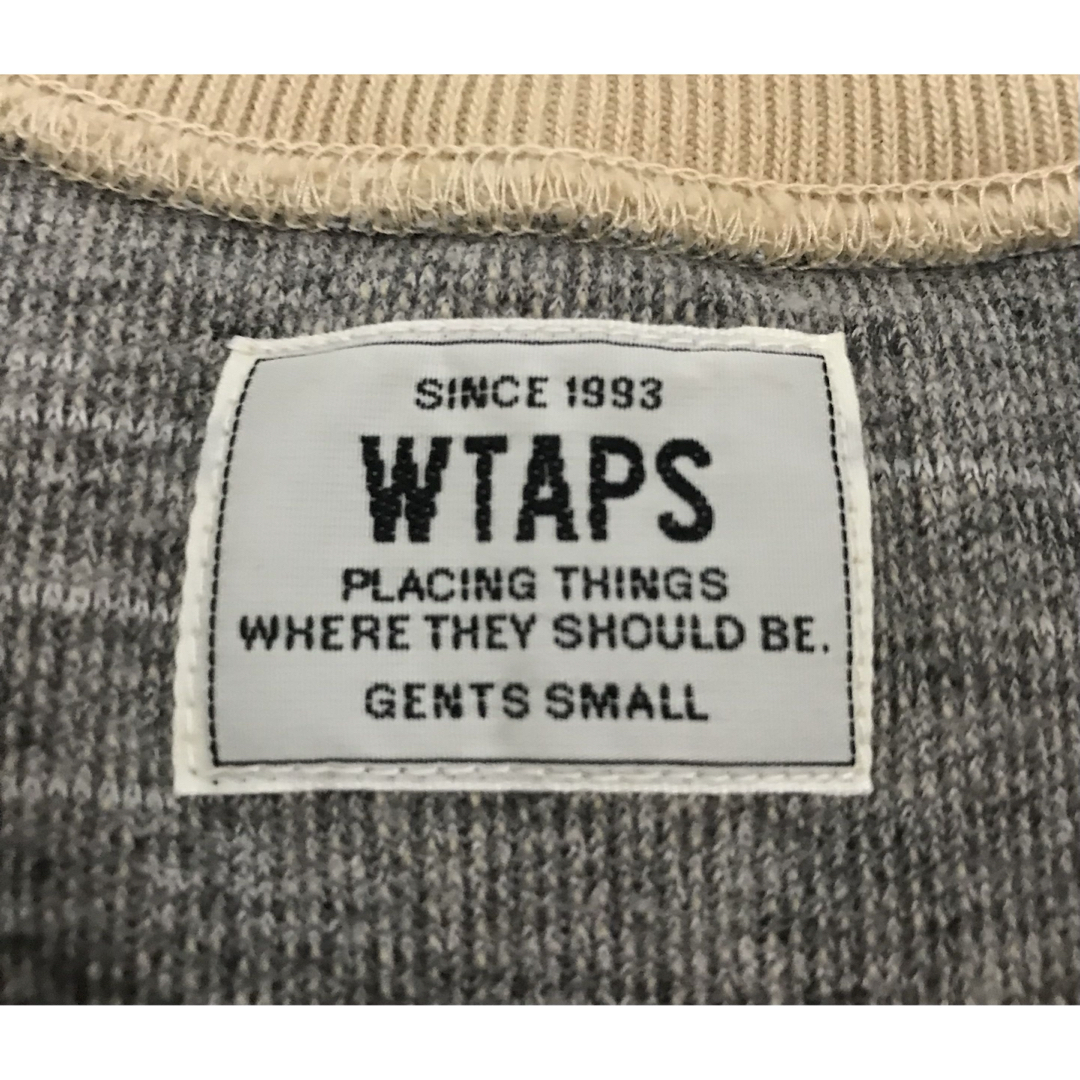 SINCE 1993
WTAPS
PLACING THINGS
WHERE THEY SHOULD BE.
GENTS SMALL